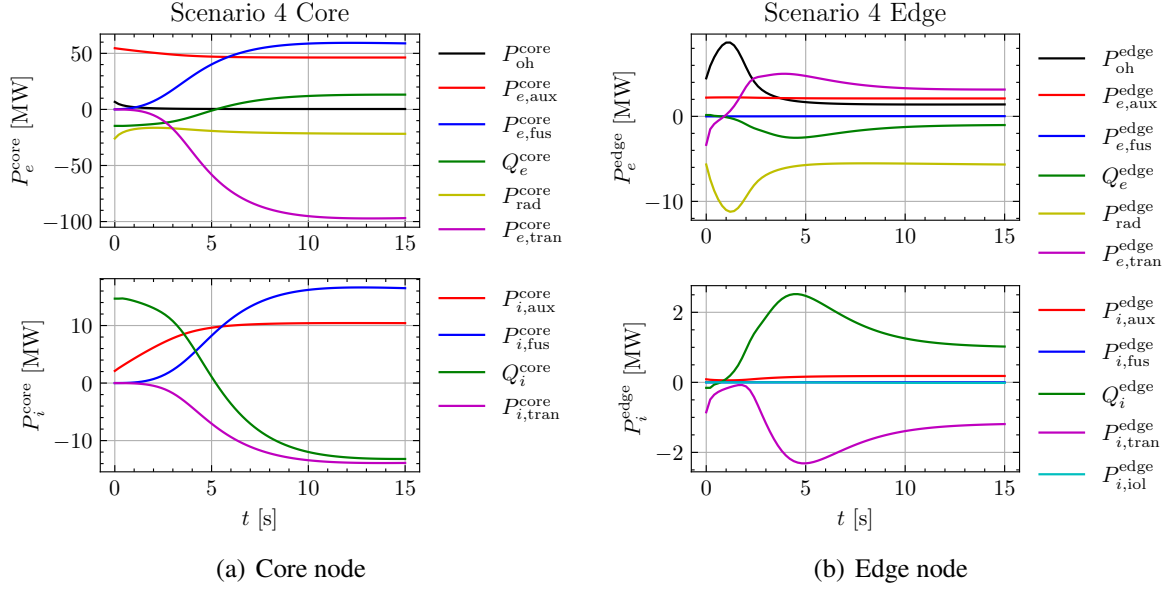 Scenario 4 Core
P_e^core [MW]
50
0
−50
−100
0 5 10 15
P_oh^core
P_e,aux^core
P_e,fus^core
Q_e^core
P_rad^core
P_e,tran^core
P_i^core [MW]
10
0
−10
0 5 10 15
t [s]
P_i,aux^core
P_i,fus^core
Q_i^core
P_i,tran^core
(a) Core node
Scenario 4 Edge
P_e^edge [MW]
5
0
−10
0 5 10 15
P_oh^edge
P_e,aux^edge
P_e,fus^edge
Q_e^edge
P_rad^edge
P_e,tran^edge
P_i^edge [MW]
2
0
−2
0 5 10 15
t [s]
P_i,aux^edge
P_i,fus^edge
Q_i^edge
P_i,tran^edge
P_i,iol^edge
(b) Edge node